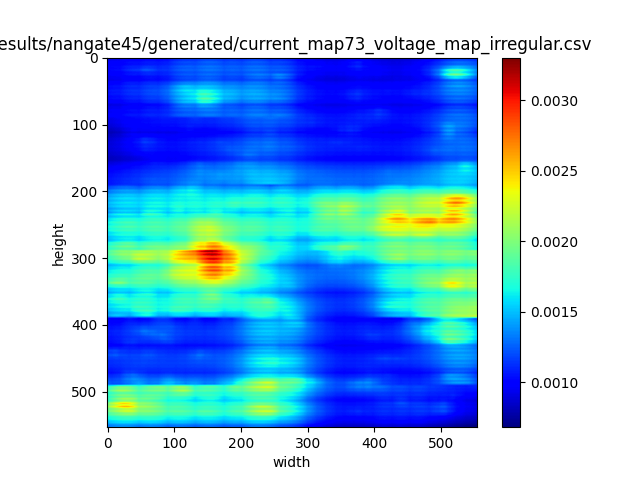 esults/nangate45/generated/current_map73_voltage_map_irregular.csv
0
100
200
300
400
500
height
0 100 200 300 400 500
width
0.0030
0.0025
0.0020
0.0015
0.0010